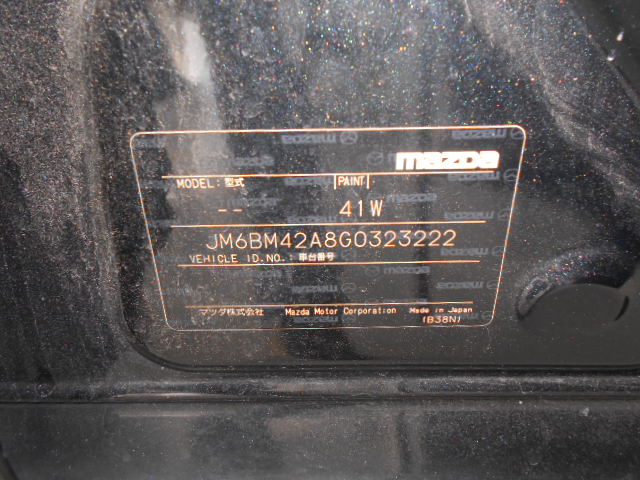 mazda
MODEL:型式 PAINT
-- 41W
JM6BM42A8G0323222
VEHICLE ID.NO.:車台番号
マツダ株式会社 Mazda Motor Corporation Made in Japan
(B38N)